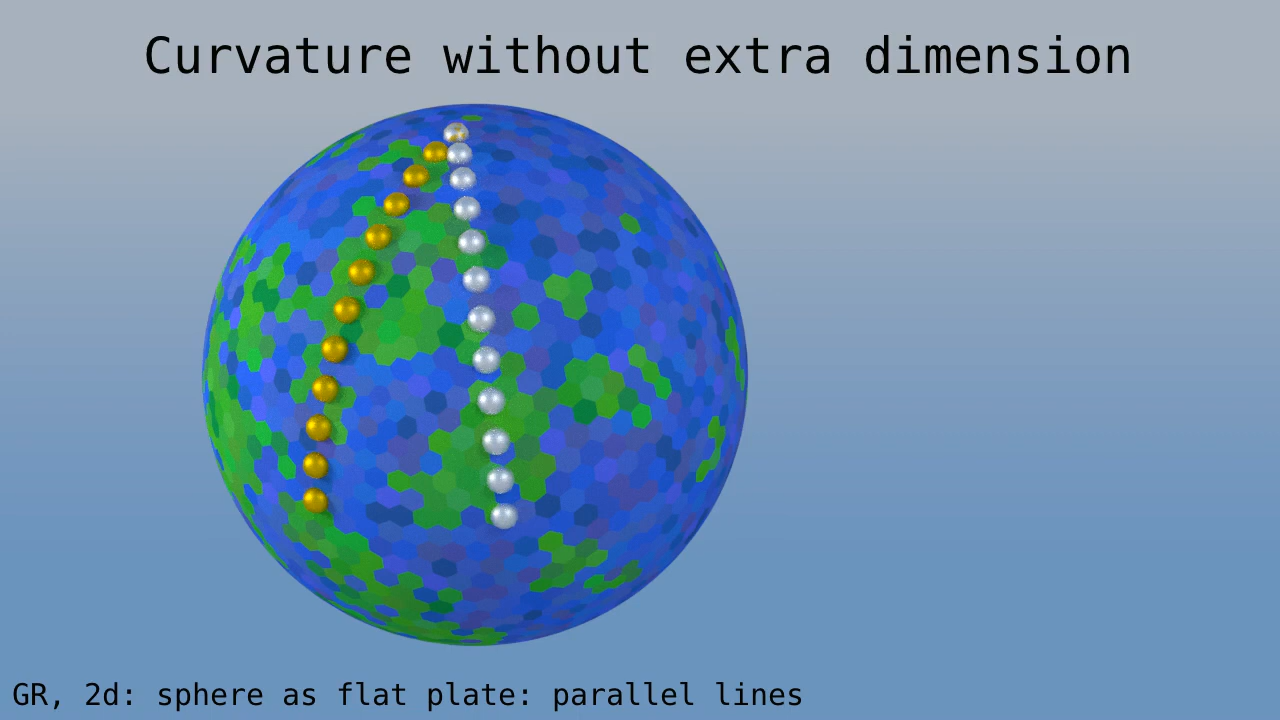 Curvature without extra dimension
GR, 2d: sphere as flat plate: parallel lines